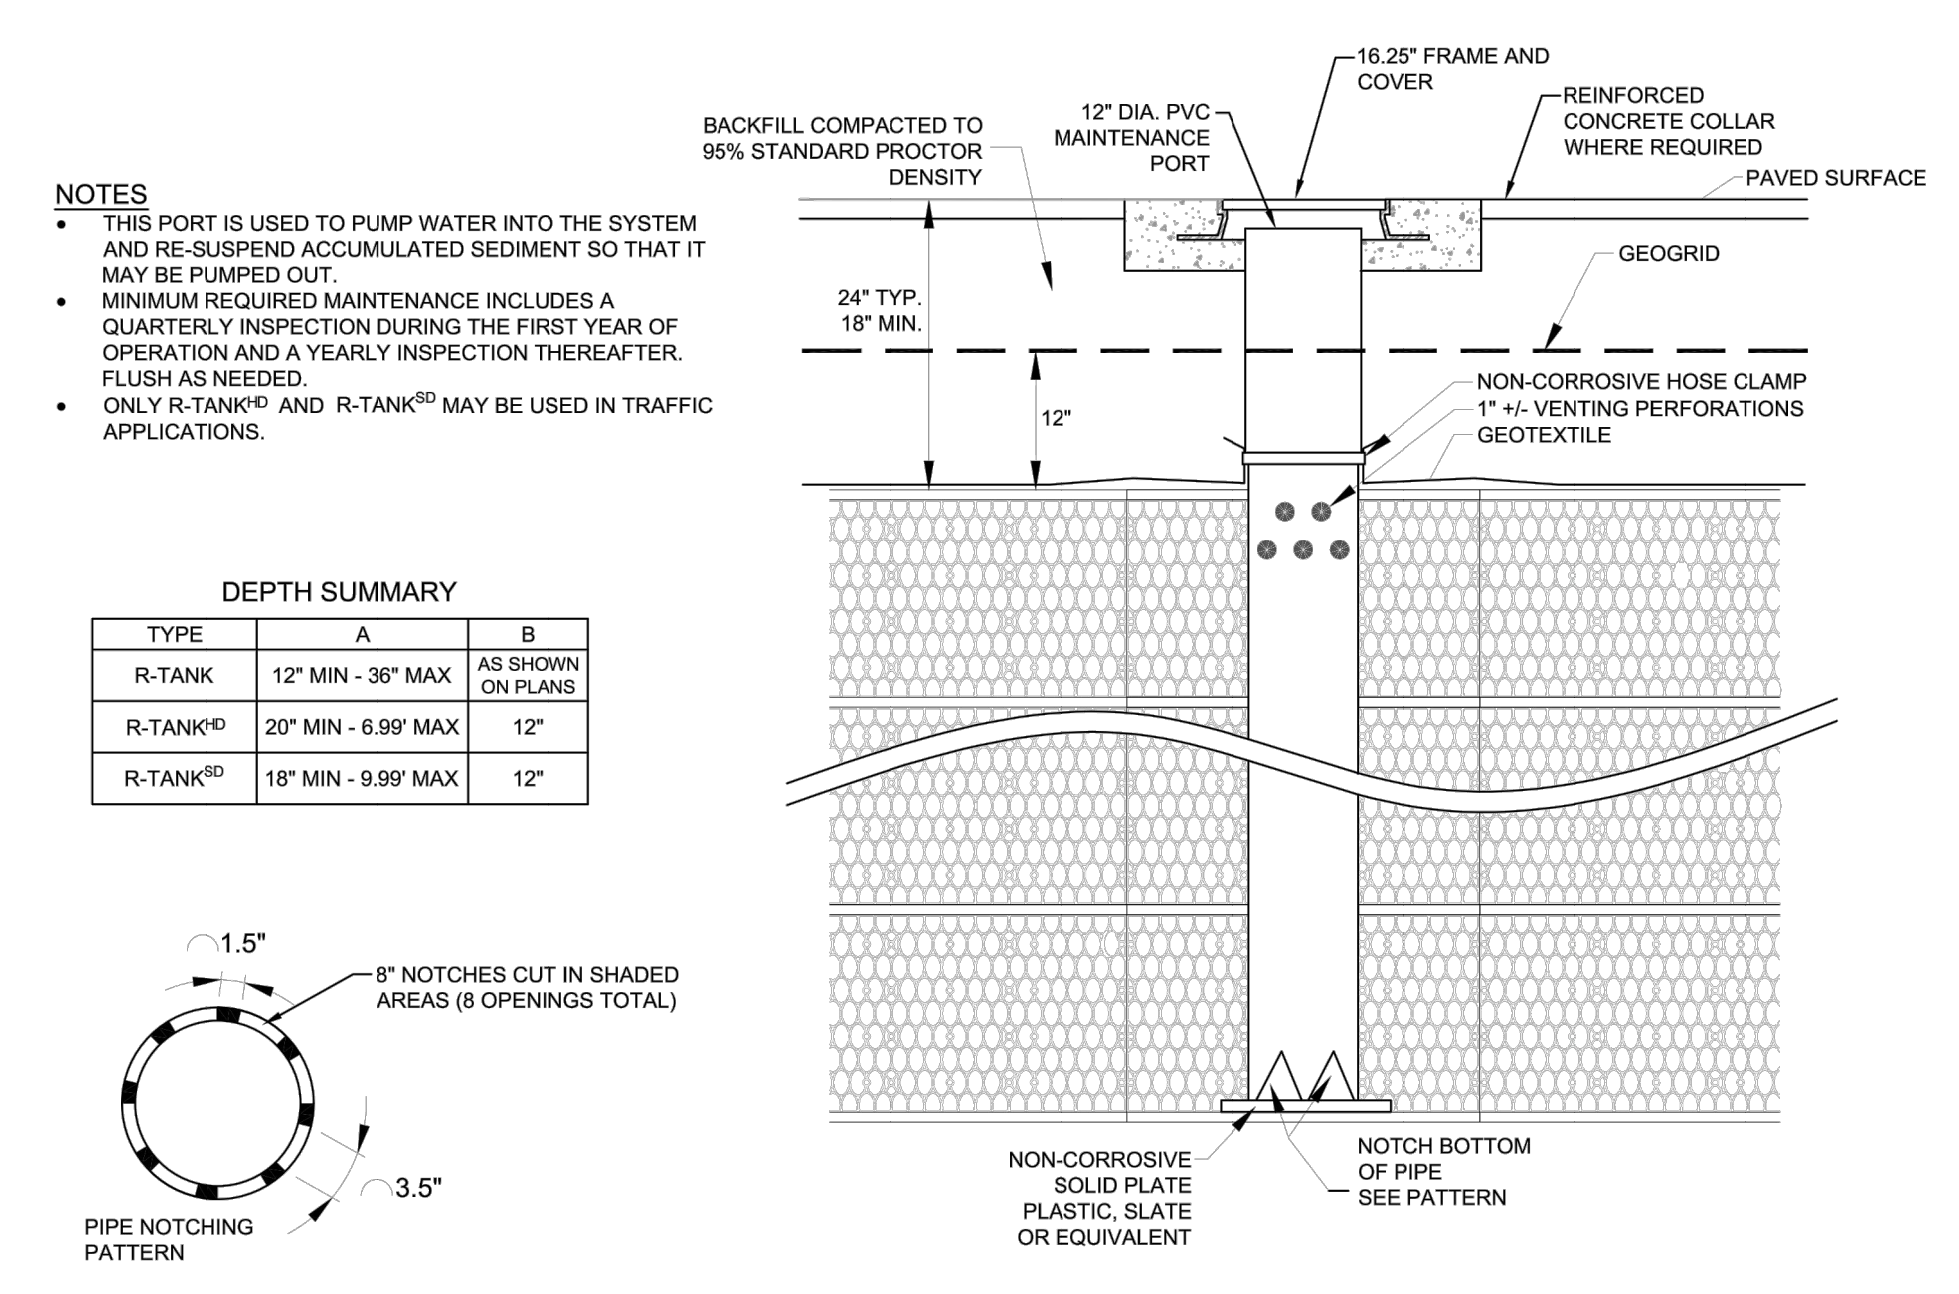 NOTES
• THIS PORT IS USED TO PUMP WATER INTO THE SYSTEM
AND RE-SUSPEND ACCUMULATED SEDIMENT SO THAT IT
MAY BE PUMPED OUT.
• MINIMUM REQUIRED MAINTENANCE INCLUDES A
QUARTERLY INSPECTION DURING THE FIRST YEAR OF
OPERATION AND A YEARLY INSPECTION THEREAFTER.
FLUSH AS NEEDED.
• ONLY R-TANKHD AND R-TANKSD MAY BE USED IN TRAFFIC
APPLICATIONS.
DEPTH SUMMARY
TYPE A B
R-TANK 12" MIN - 36" MAX AS SHOWN
ON PLANS
R-TANKHD 20" MIN - 6.99' MAX 12"
R-TANKSD 18" MIN - 9.99' MAX 12"
1.5"
8" NOTCHES CUT IN SHADED
AREAS (8 OPENINGS TOTAL)
3.5"
PIPE NOTCHING
PATTERN
16.25" FRAME AND
COVER
REINFORCED
CONCRETE COLLAR
WHERE REQUIRED
12" DIA. PVC
MAINTENANCE
PORT
BACKFILL COMPACTED TO
95% STANDARD PROCTOR
DENSITY
PAVED SURFACE
GEOGRID
24" TYP.
18" MIN.
12"
NON-CORROSIVE HOSE CLAMP
1" +/- VENTING PERFORATIONS
GEOTEXTILE
NON-CORROSIVE
SOLID PLATE
PLASTIC, SLATE
OR EQUIVALENT
NOTCH BOTTOM
OF PIPE
SEE PATTERN